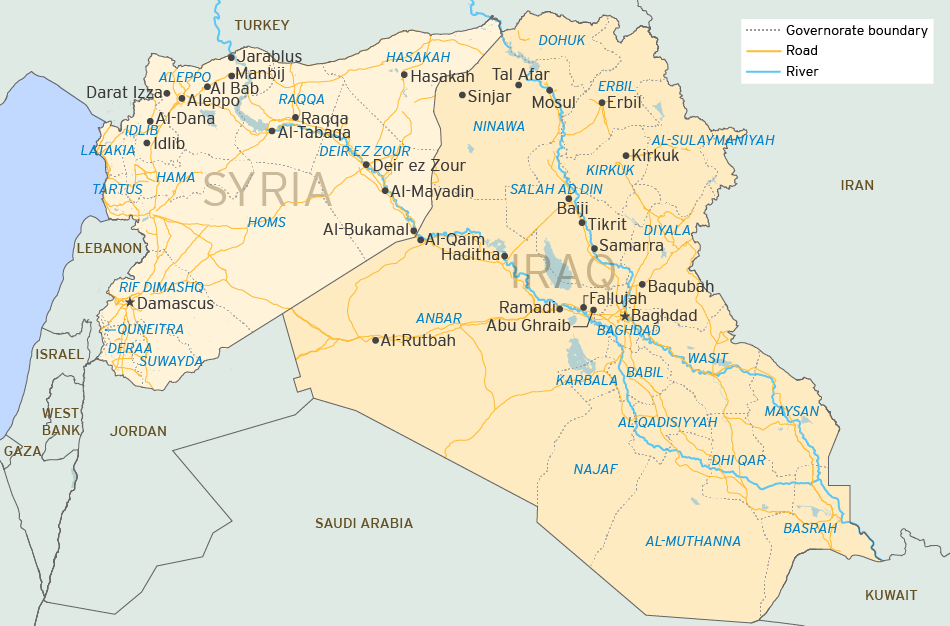 TURKEY
Governorate boundary
Road
River
DOHUK
Jarablus
HASAKAH
Manbij
ALEPPO
Hasakah
Tal Afar
Al Bab
ERBIL
Darat Izza
Aleppo
RAQQA
Sinjar
Mosul
Erbil
Al-Dana
Raqqa
NINAWA
IDLIB
Al-Tabaqa
AL-SULAYMANIYAH
Idlib
LATAKIA
DEIR EZ ZOUR
Kirkuk
Deir ez Zour
KIRKUK
HAMA
IRAN
TARTUS
SYRIA
Al-Mayadin
SALAH AD DIN
Baiji
HOMS
Tikrit
Al-Bukamal
DIYALA
Al-Qaim
LEBANON
Samarra
Haditha
IRAQ
RIF DIMASHQ
Baqubah
Damascus
Fallujah
Ramadi
Baghdad
ANBAR
Abu Ghraib
QUNEITRA
BAGHDAD
Al-Rutbah
DERAA
ISRAEL
SUWAYDA
WASIT
BABIL
KARBALA
WEST
BANK
MAYSAN
AL-QADISIYYAH
JORDAN
GAZA
DHI QAR
NAJAF
SAUDI ARABIA
BASRAH
AL-MUTHANNA
KUWAIT